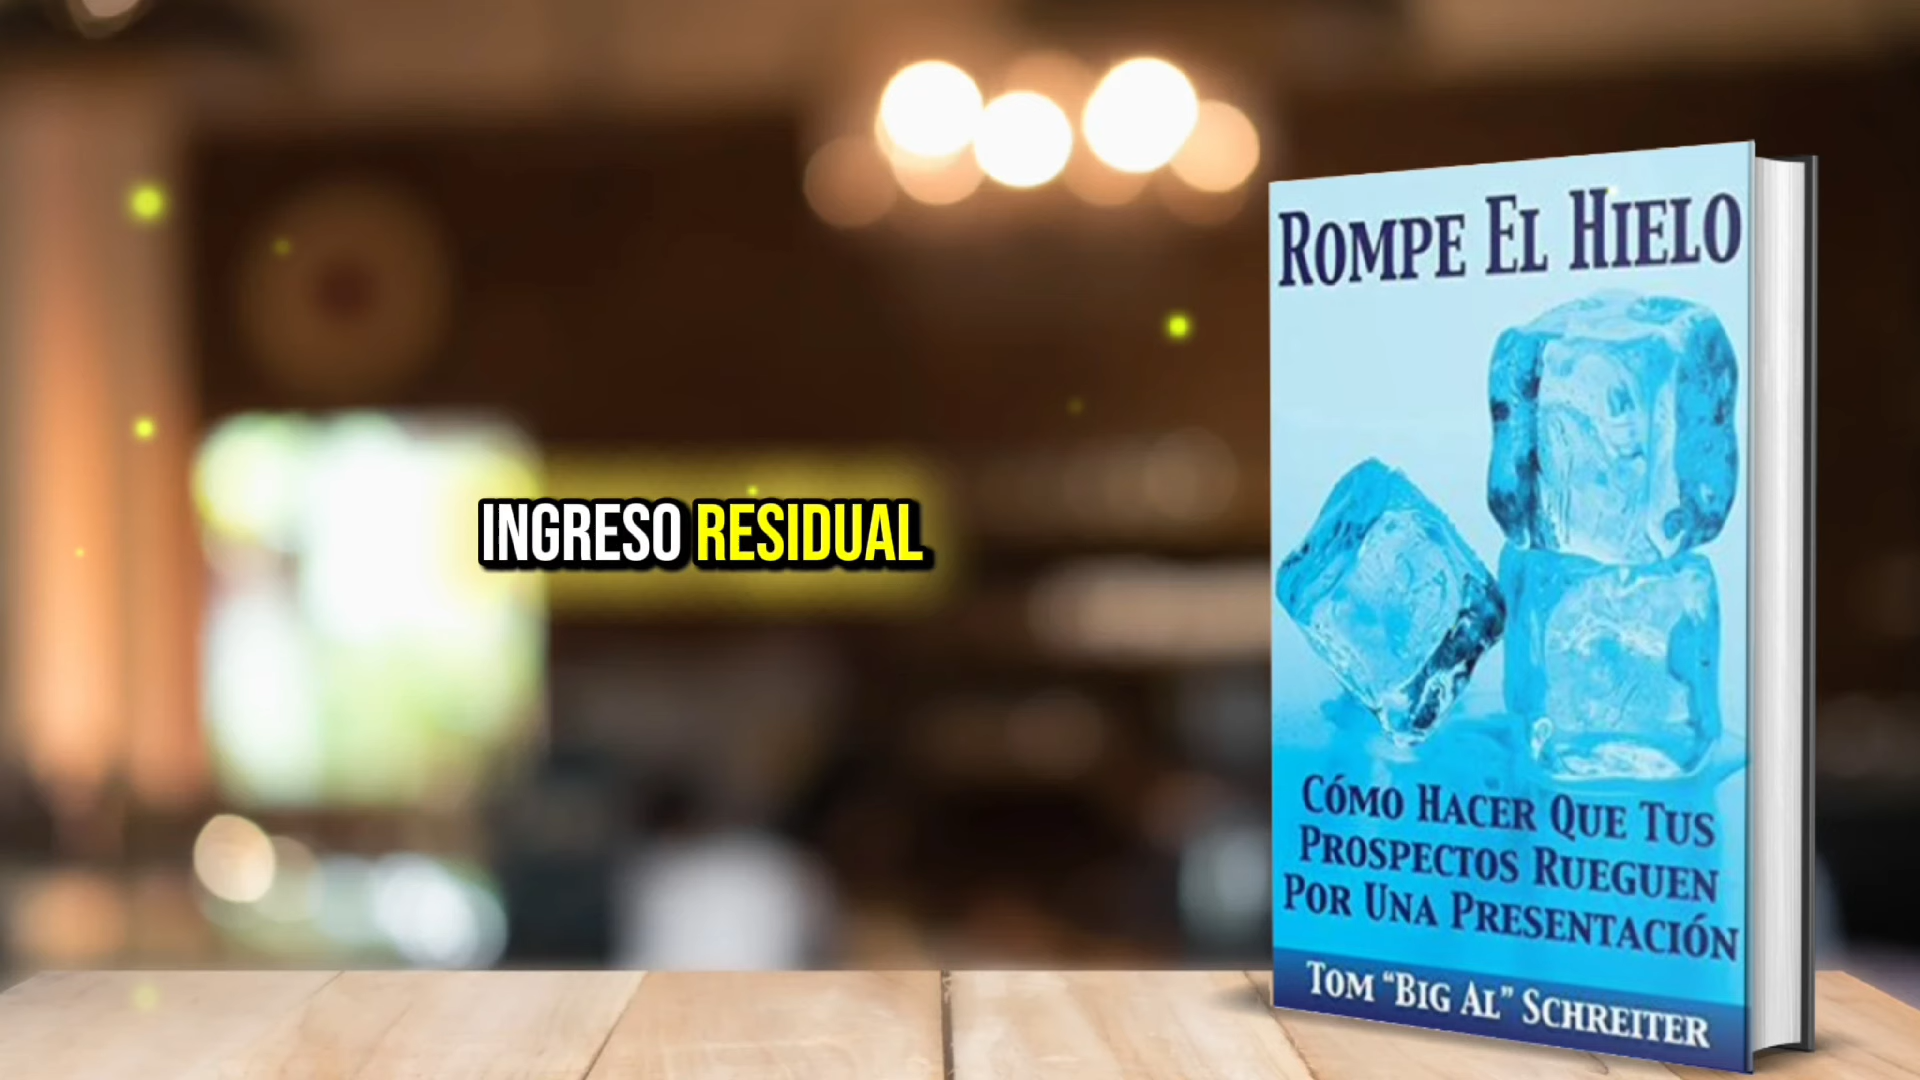 INGRESO RESIDUAL
ROMPE EL HIELO
CÓMO HACER QUE TUS
PROSPECTOS RUEGUEN
POR UNA PRESENTACIÓN
TOM “BIG AL” SCHREITER